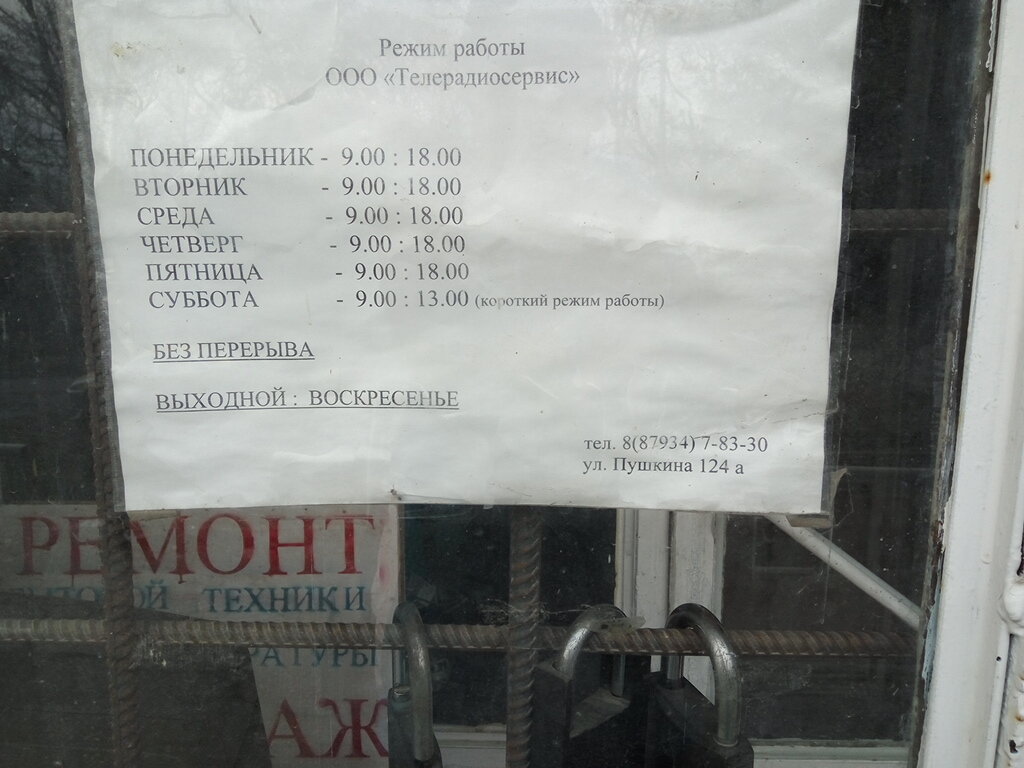 Режим работы
ООО «Телерадиосервис»
ПОНЕДЕЛЬНИК - 9.00 : 18.00
ВТОРНИК - 9.00 : 18.00
СРЕДА - 9.00 : 18.00
ЧЕТВЕРГ - 9.00 : 18.00
ПЯТНИЦА - 9.00 : 18.00
СУББОТА - 9.00 : 13.00 (короткий режим работы)
БЕЗ ПЕРЕРЫВА
ВЫХОДНОЙ : ВОСКРЕСЕНЬЕ
тел. 8(87934) 7-83-30
ул. Пушкина 124 а
РЕМОНТ
ТЕХНИКИ